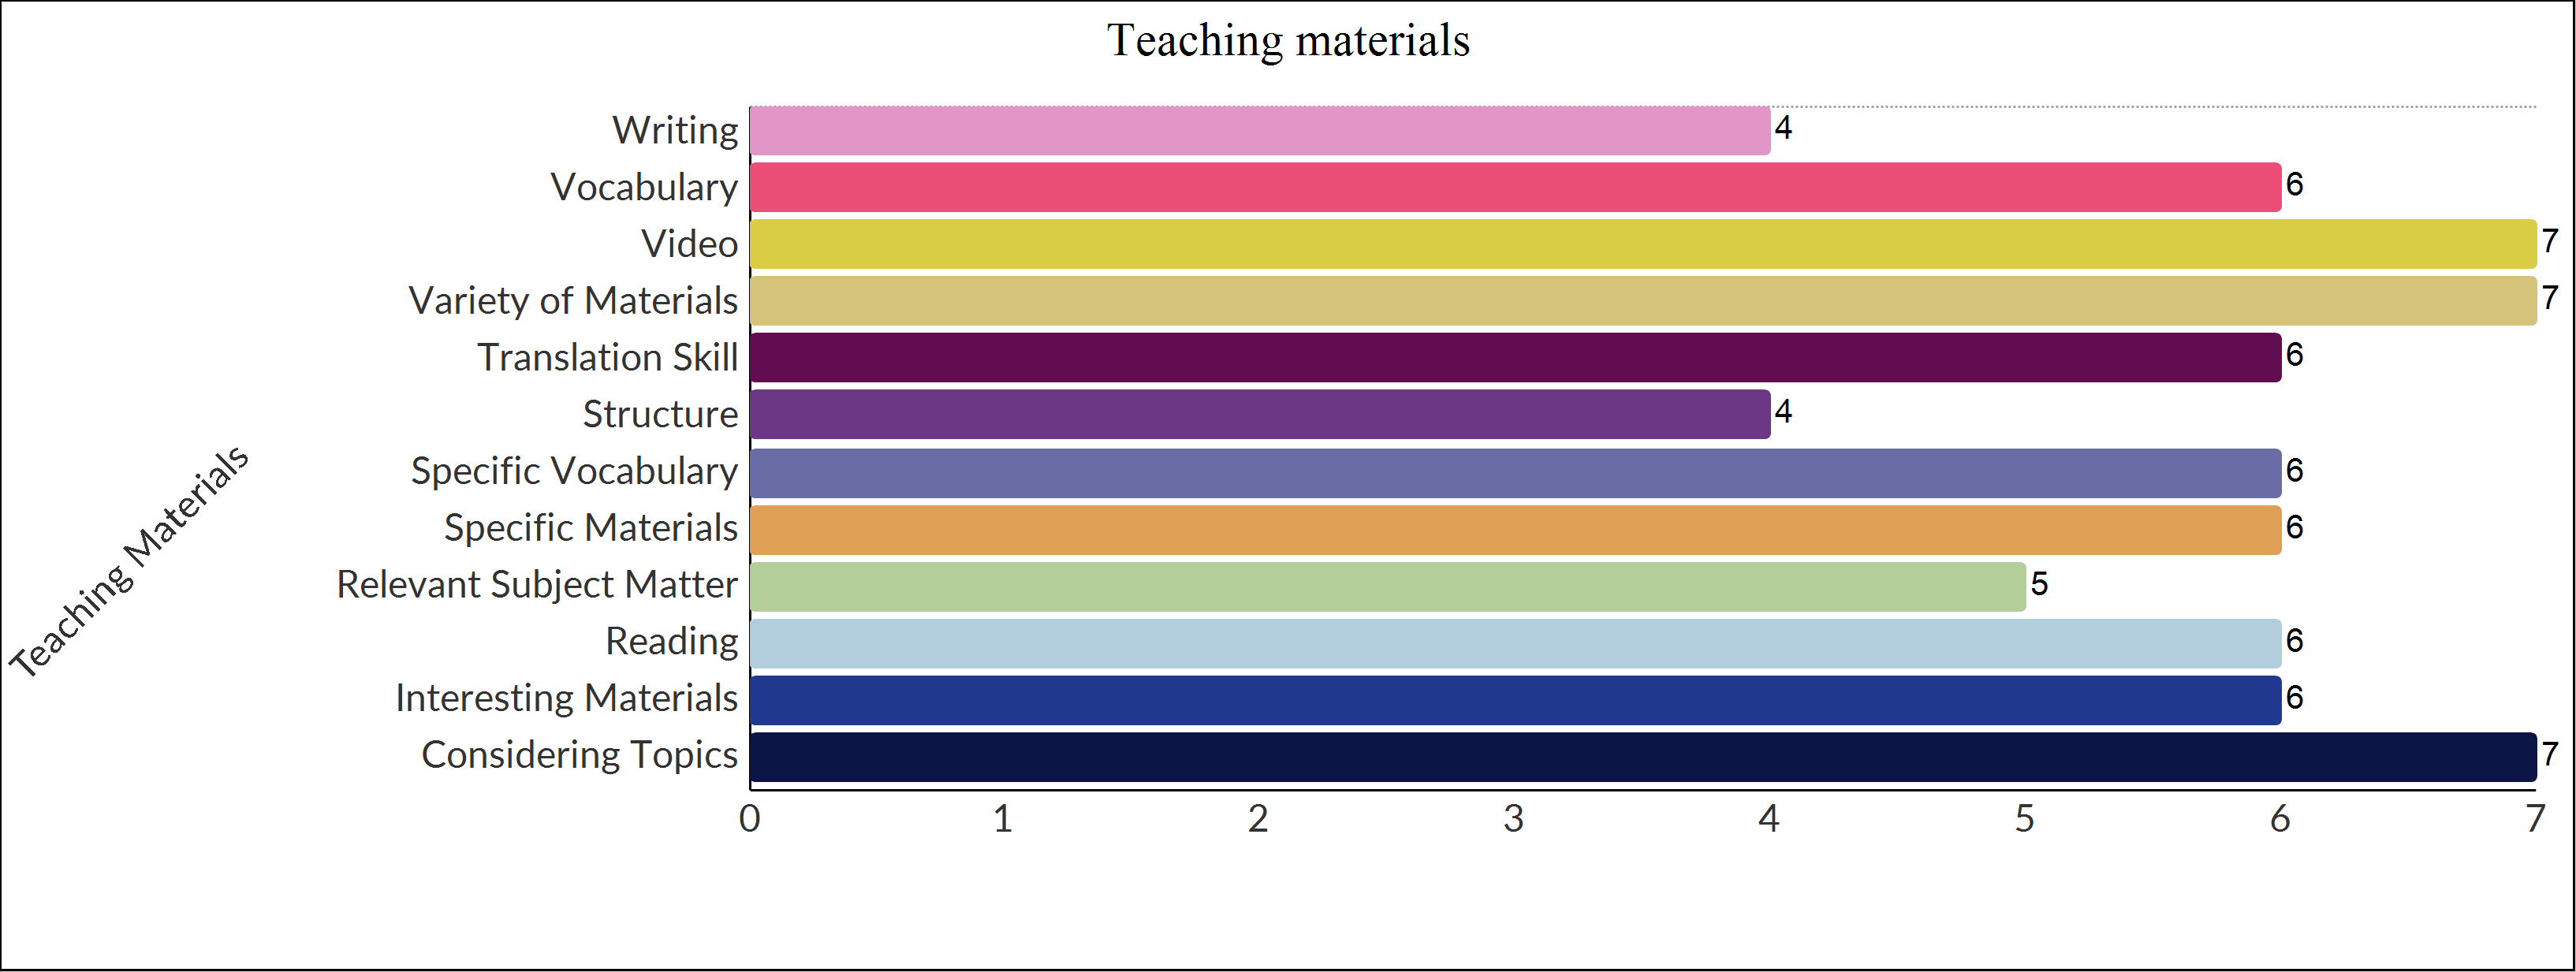 Teaching materials
Writing 4
Vocabulary 6
Video 7
Variety of Materials 7
Translation Skill 6
Structure 4
Specific Vocabulary 6
Specific Materials 6
Relevant Subject Matter 5
Reading 6
Interesting Materials 6
Considering Topics 7
Teaching Materials
0 1 2 3 4 5 6 7